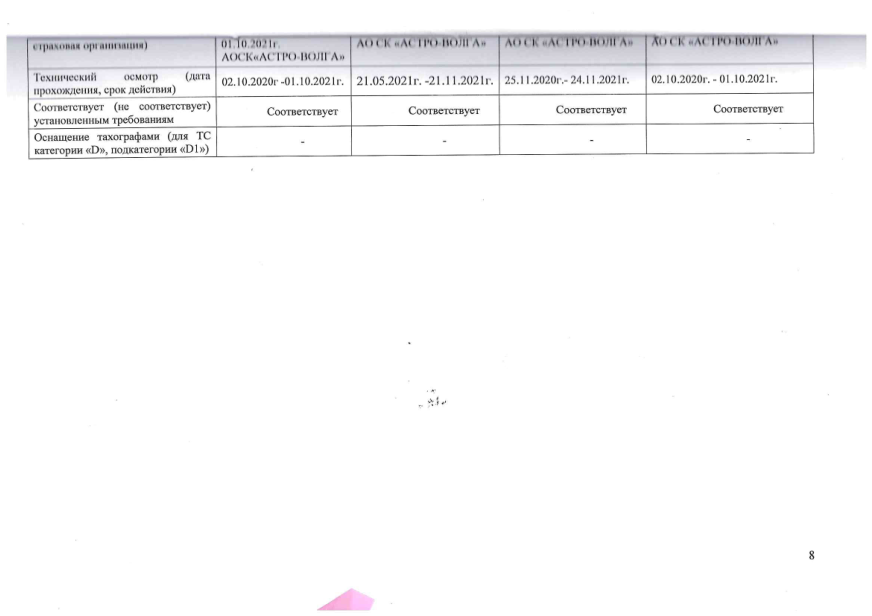 страховая организация)
01.10.2021г.
АОСК«АСТРО-ВОЛГА»
АО СК «АСТРО-ВОЛГА»
АО СК «АСТРО-ВОЛГА»
АО СК «АСТРО-ВОЛГА»
Технический осмотр (дата
прохождения, срок действия)
02.10.2020г -01.10.2021г.
21.05.2021г. -21.11.2021г.
25.11.2020г.- 24.11.2021г.
02.10.2020г. - 01.10.2021г.
Соответствует (не соответствует)
установленным требованиям
Соответствует
Соответствует
Соответствует
Соответствует
Оснащение тахографами (для ТС
категории «D», подкатегории «D1»)
-
-
-
-
8